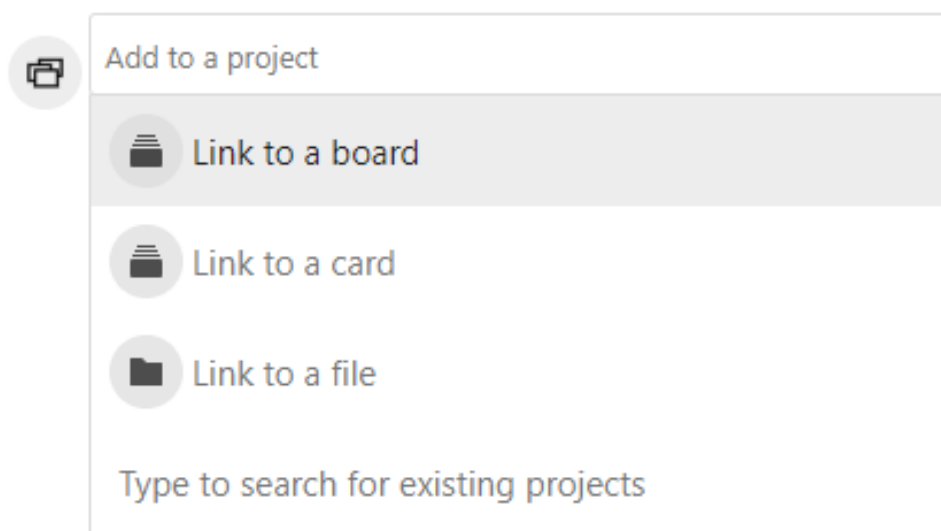 Add to a project
Link to a board
Link to a card
Link to a file
Type to search for existing projects